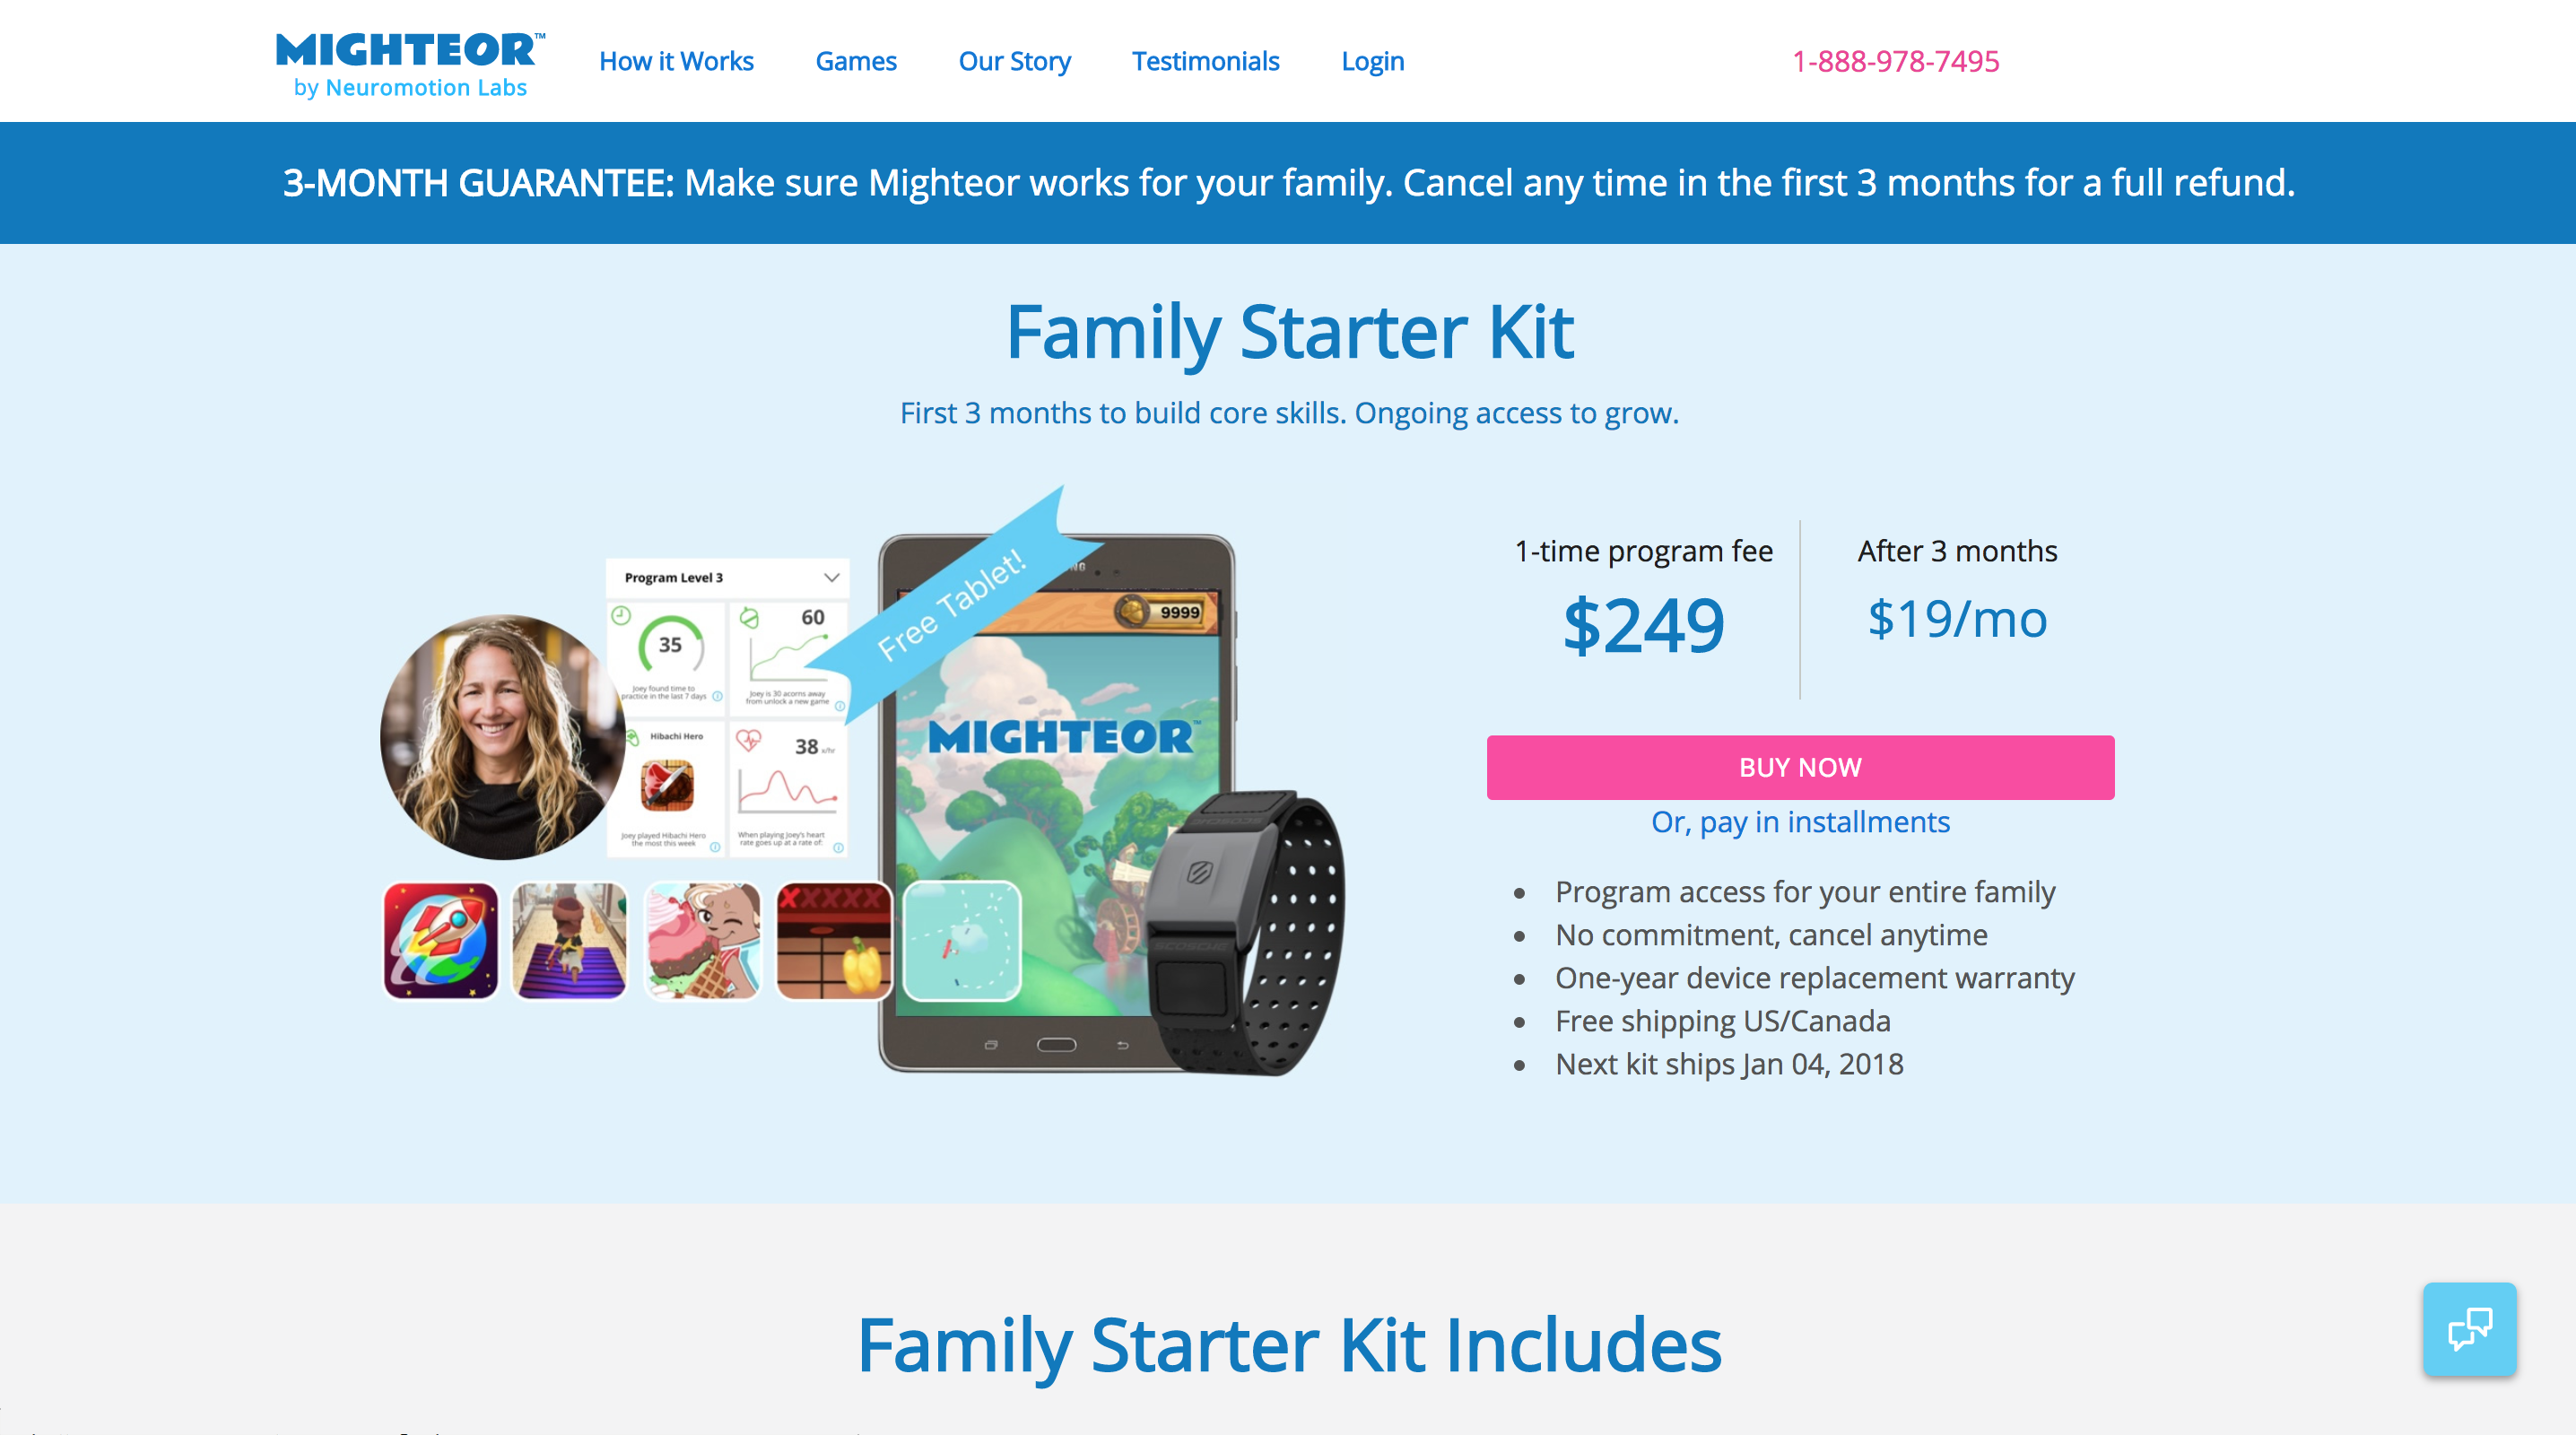 MIGHTEOR™
by Neuromotion Labs
How it Works
Games
Our Story
Testimonials
Login
1-888-978-7495
3-MONTH GUARANTEE: Make sure Mighteor works for your family. Cancel any time in the first 3 months for a full refund.
Family Starter Kit
First 3 months to build core skills. Ongoing access to grow.
Program Level 3
35
Joey found time to
practice in the last 7 days
60
Joey is 30 acorns away
from unlock a new game
Hibachi Hero
Joey played Hibachi Hero
the most this week
38 x/hr
When playing Joey's heart
rate goes up at a rate of:
Free Tablet!
9999
MIGHTEOR™
XXXXX
SCOSCHE
1-time program fee
$249
After 3 months
$19/mo
BUY NOW
Or, pay in installments
Program access for your entire family
No commitment, cancel anytime
One-year device replacement warranty
Free shipping US/Canada
Next kit ships Jan 04, 2018
Family Starter Kit Includes